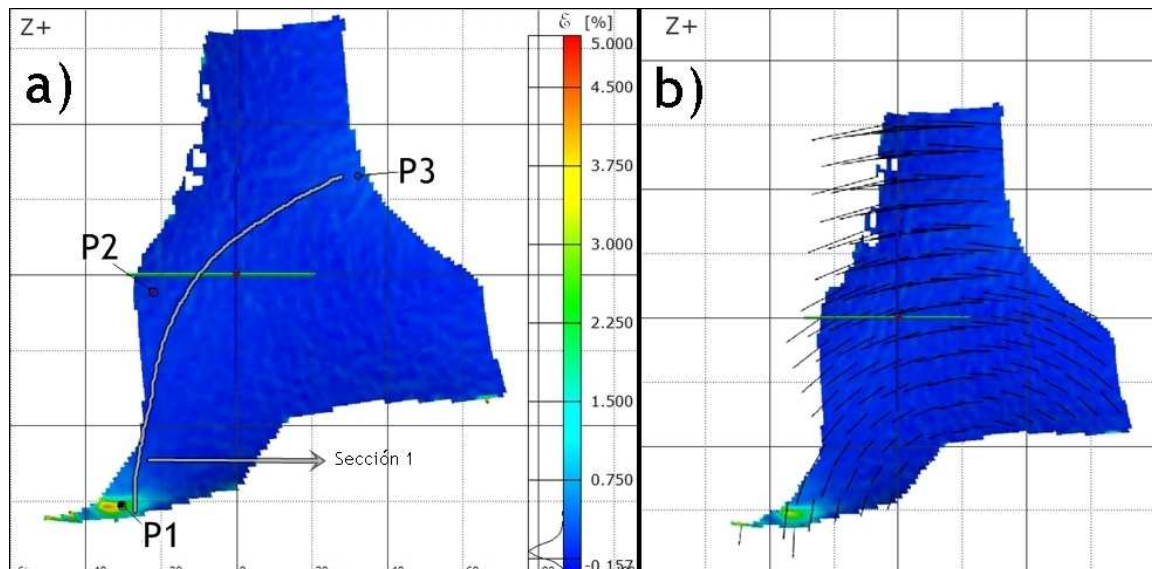 Z+
a)
P3
P2
Sección 1
P1
ℰ [%]
5.000
4.500
3.750
3.000
2.250
1.500
0.750
-0.157
Z+
b)